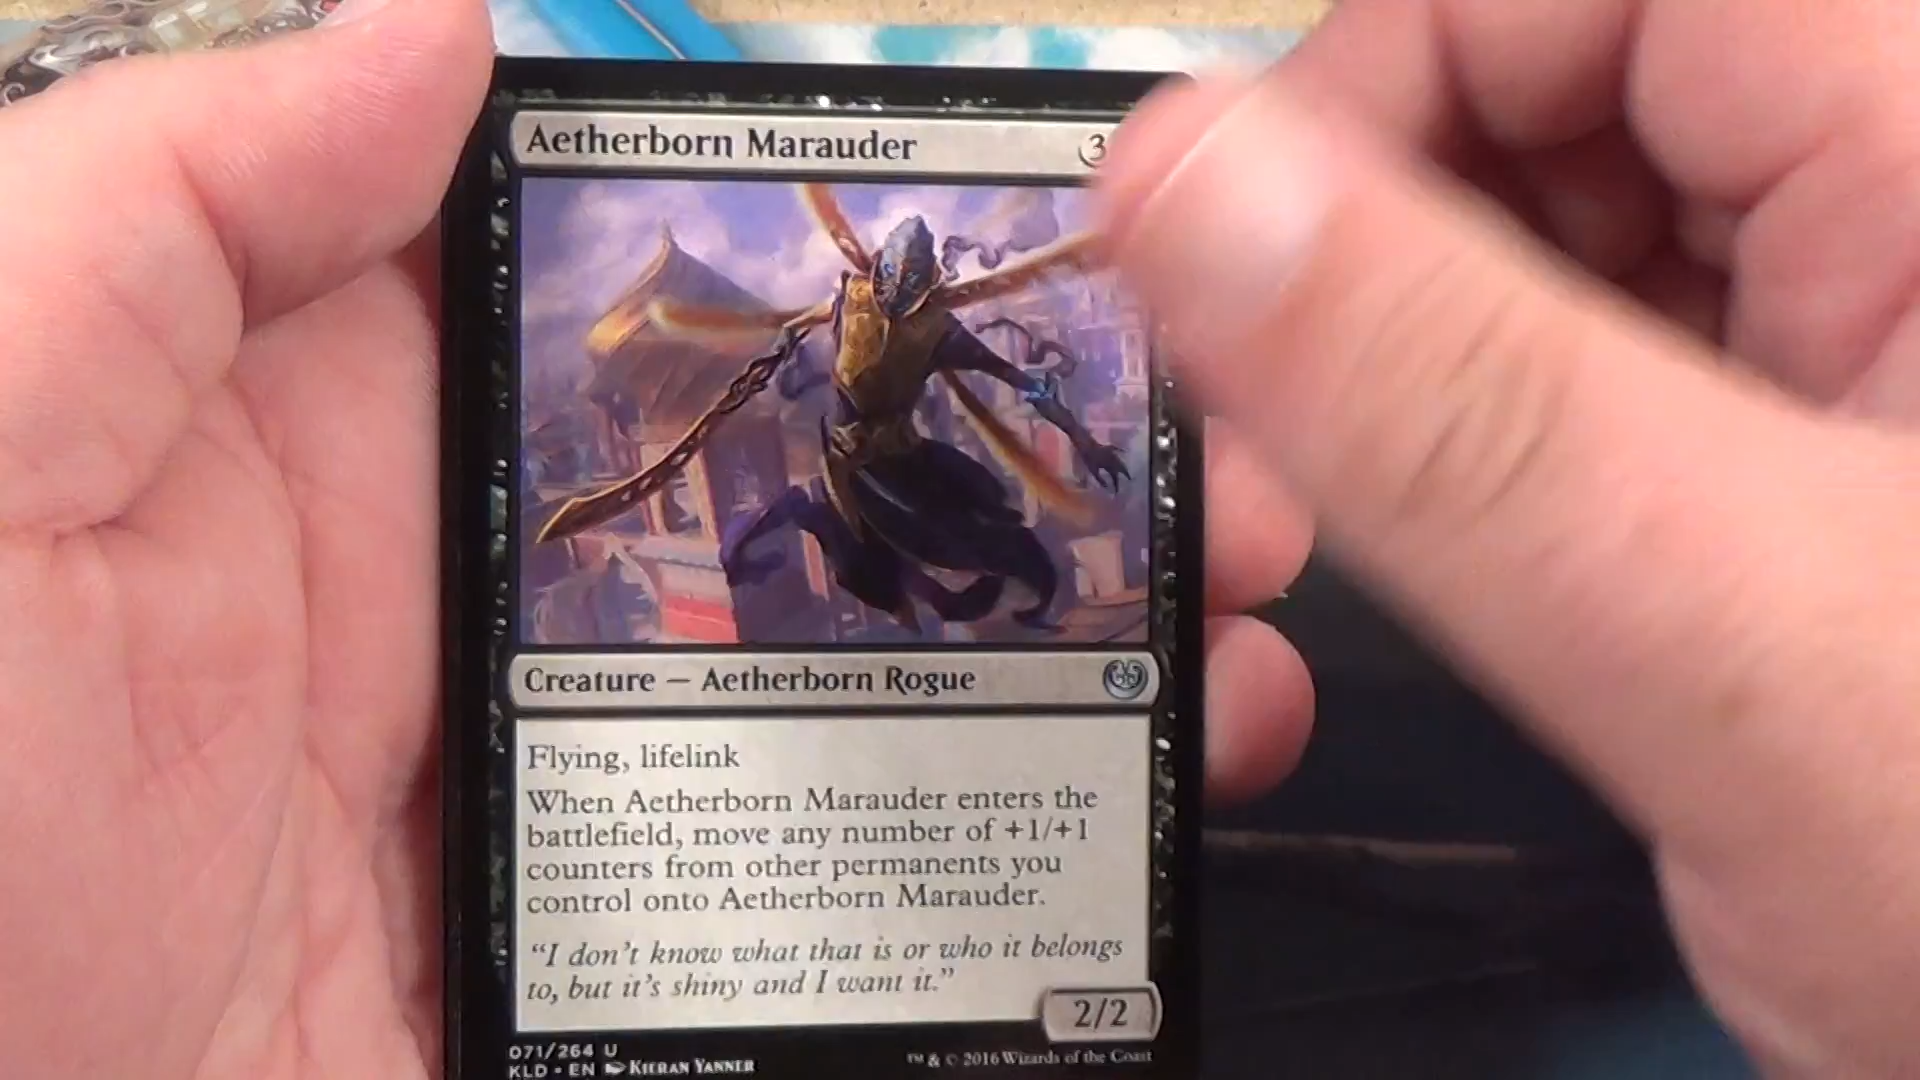 Aetherborn Marauder 3
Creature — Aetherborn Rogue
Flying, lifelink
When Aetherborn Marauder enters the
battlefield, move any number of +1/+1
counters from other permanents you
control onto Aetherborn Marauder.
“I don’t know what that is or who it belongs
to, but it’s shiny and I want it.”
2/2
071/264 U
KLD • EN KIERAN YANNER
™ & © 2016 Wizards of the Coast